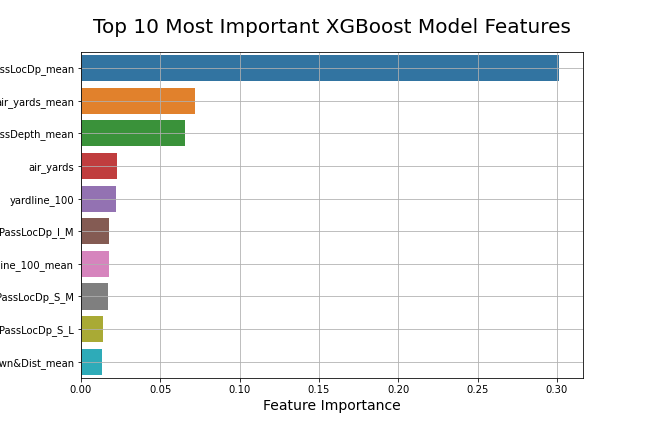 Top 10 Most Important XGBoost Model Features
ssLocDp_mean
air_yards_mean
ssDepth_mean
air_yards
yardline_100
PassLocDp_I_M
ine_100_mean
PassLocDp_S_M
PassLocDp_S_L
wn&Dist_mean
0.00 0.05 0.10 0.15 0.20 0.25 0.30
Feature Importance